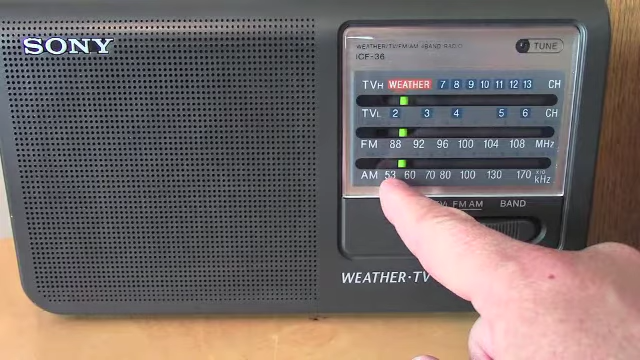 SONY
WEATHER/TV/FM/AM 4BAND RADIO
ICF-36
TUNE
TVH WEATHER 7 8 9 10 11 12 13 CH
TVL 2 3 4 5 6 CH
FM 88 92 96 100 104 108 MHz
AM 53 60 70 80 100 130 170 x10 kHz
FM AM BAND
WEATHER·TV